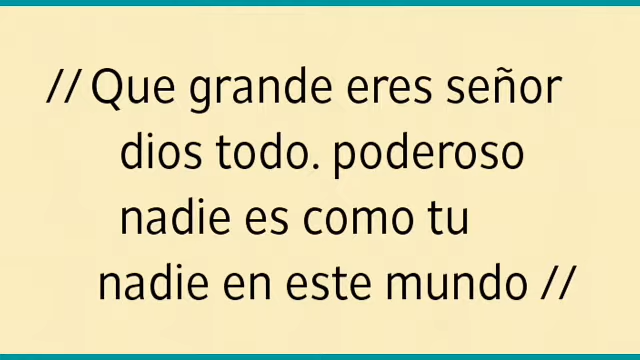 // Que grande eres señor
dios todo. poderoso
nadie es como tu
nadie en este mundo //